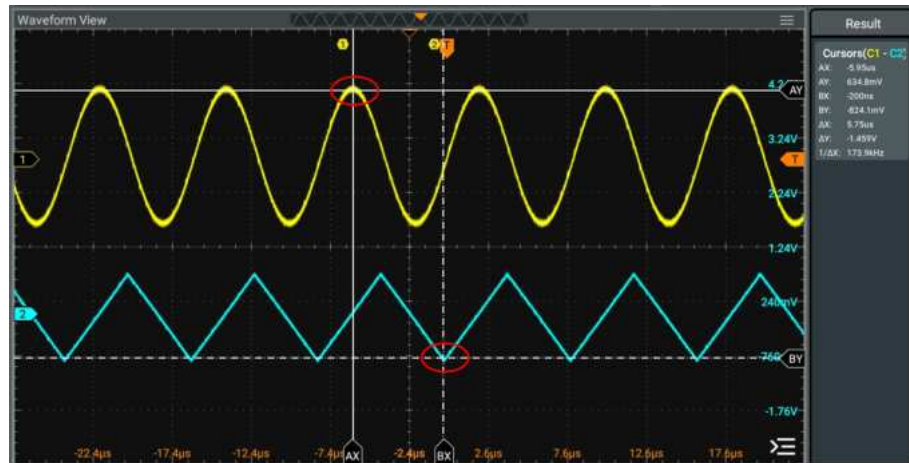 Waveform View
Result
1
2
T
Cursors(C1 - C2)
AX: -5.95us
AY: 634.8mV
BX: -200ns
BY: -824.1mV
ΔX: 5.75us
ΔY: -1.459V
1/ΔX: 173.9kHz
4.2
AY
3.24V
1
T
2.24V
1.24V
2
240mV
-760
BY
-1.76V
-22.4μs
-17.4μs
-12.4μs
-7.4μ
AX
-2.4μs
BX
2.6μs
7.6μs
12.6μs
17.6μs